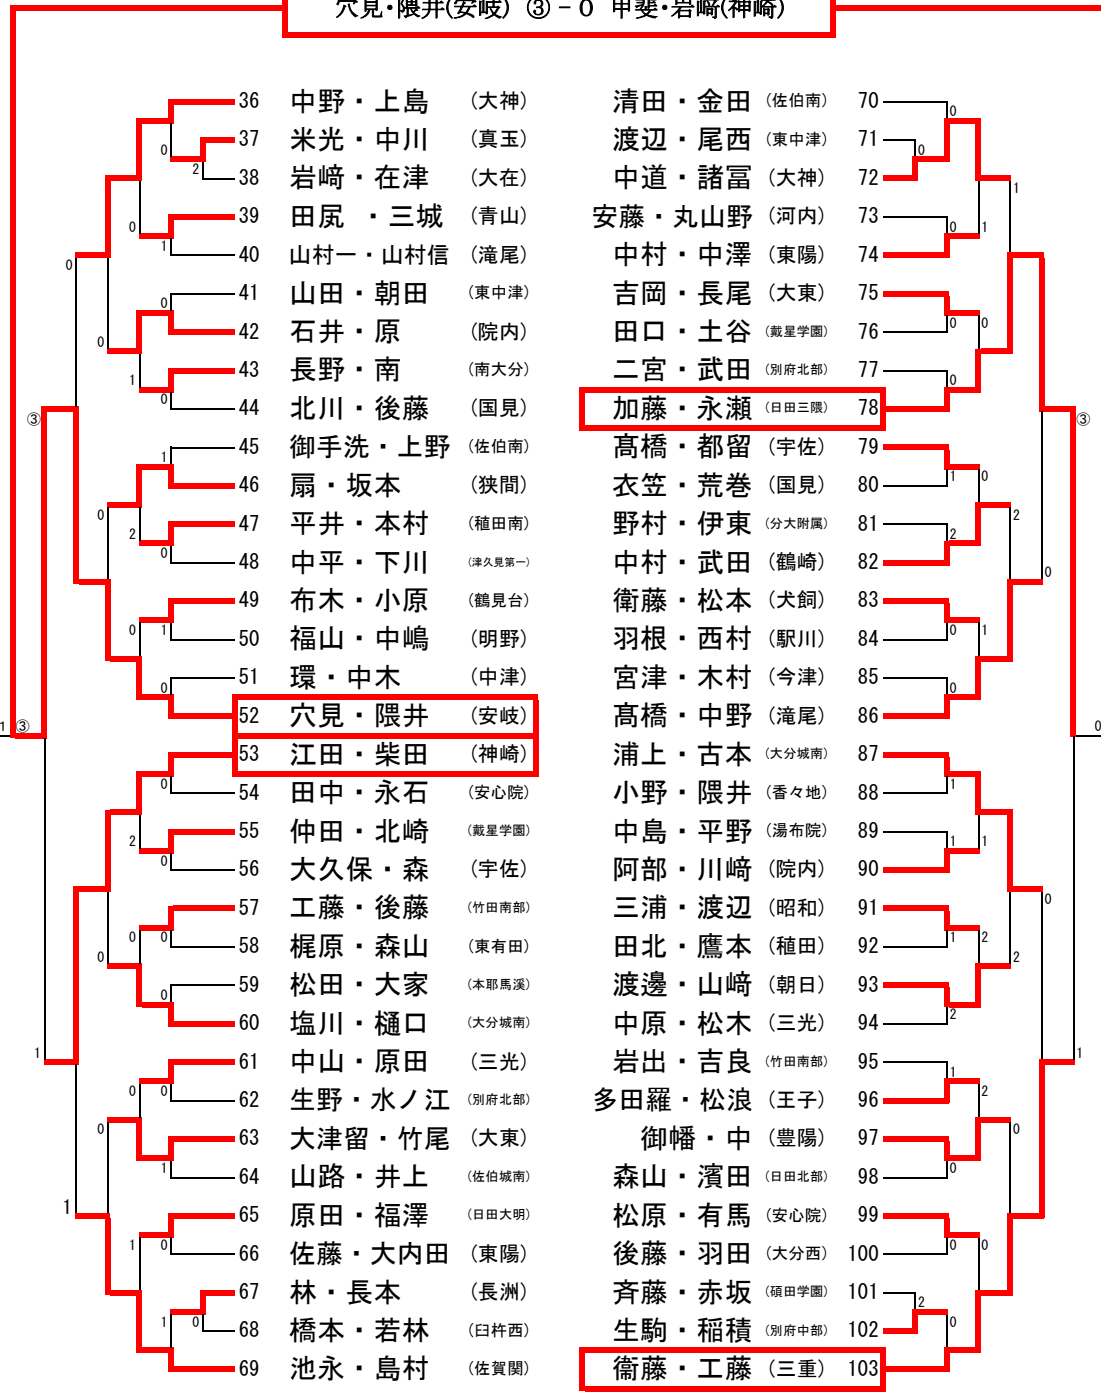 穴見・隈井(安岐) ③ - 0 甲斐・岩﨑(神崎)
36 中野・上島 (大神) 清田・金田 (佐伯南) 70
37 米光・中川 (真玉) 渡辺・尾西 (東中津) 71
38 岩﨑・在津 (大在) 中道・諸冨 (大神) 72
39 田尻 ・三城 (青山) 安藤・丸山野 (河内) 73
40 山村一・山村信 (滝尾) 中村・中澤 (東陽) 74
41 山田・朝田 (東中津) 吉岡・長尾 (大東) 75
42 石井・原 (院内) 田口・土谷 (戴星学園) 76
43 長野・南 (南大分) 二宮・武田 (別府北部) 77
44 北川・後藤 (国見) 加藤・永瀬 (日田三隈) 78
45 御手洗・上野 (佐伯南) 髙橋・都留 (宇佐) 79
46 扇・坂本 (狭間) 衣笠・荒巻 (国見) 80
47 平井・本村 (稙田南) 野村・伊東 (分大附属) 81
48 中平・下川 (津久見第一) 中村・武田 (鶴崎) 82
49 布木・小原 (鶴見台) 衛藤・松本 (犬飼) 83
50 福山・中嶋 (明野) 羽根・西村 (駅川) 84
51 環・中木 (中津) 宮津・木村 (今津) 85
52 穴見・隈井 (安岐) 髙橋・中野 (滝尾) 86
53 江田・柴田 (神崎) 浦上・古本 (大分城南) 87
54 田中・永石 (安心院) 小野・隈井 (香々地) 88
55 仲田・北崎 (戴星学園) 中島・平野 (湯布院) 89
56 大久保・森 (宇佐) 阿部・川﨑 (院内) 90
57 工藤・後藤 (竹田南部) 三浦・渡辺 (昭和) 91
58 梶原・森山 (東有田) 田北・鷹本 (稙田) 92
59 松田・大家 (本耶馬溪) 渡邊・山﨑 (朝日) 93
60 塩川・樋口 (大分城南) 中原・松木 (三光) 94
61 中山・原田 (三光) 岩出・吉良 (竹田南部) 95
62 生野・水ノ江 (別府北部) 多田羅・松浪 (王子) 96
63 大津留・竹尾 (大東) 御幡・中 (豊陽) 97
64 山路・井上 (佐伯城南) 森山・濱田 (日田北部) 98
65 原田・福澤 (日田大明) 松原・有馬 (安心院) 99
66 佐藤・大内田 (東陽) 後藤・羽田 (大分西) 100
67 林・長本 (長洲) 斉藤・赤坂 (碩田学園) 101
68 橋本・若林 (臼杵西) 生駒・稲積 (別府中部) 102
69 池永・島村 (佐賀関) 衞藤・工藤 (三重) 103